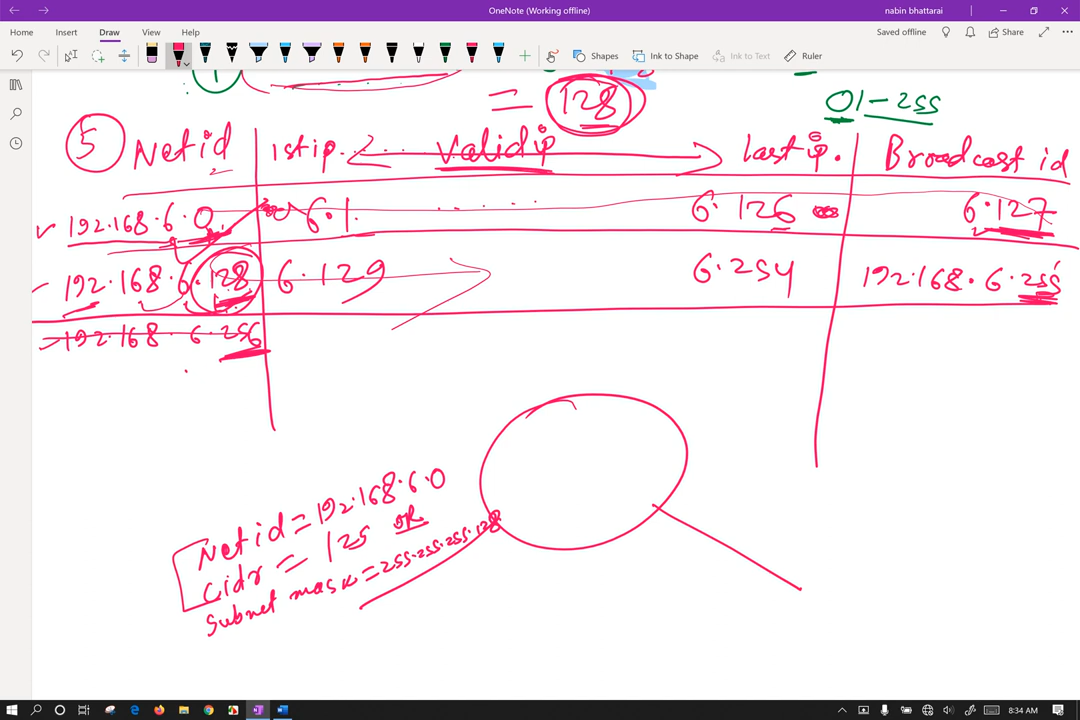 OneNote (Working offline)
nabin bhattarai
Home Insert Draw View Help
Saved offline
Share
Shapes Ink to Shape Ink to Text Ruler
= 128
01-255
5 Netid 1st ip. valid ip last ip. Broadcast id
192.168.6.0 6.1 6.126 6.127
192.168.6.128 6.129 6.254 192.168.6.255
192.168.6.256
Netid = 192.168.6.0
Cidr = 125 or
Subnet mask = 255.255.255.128
8:34 AM